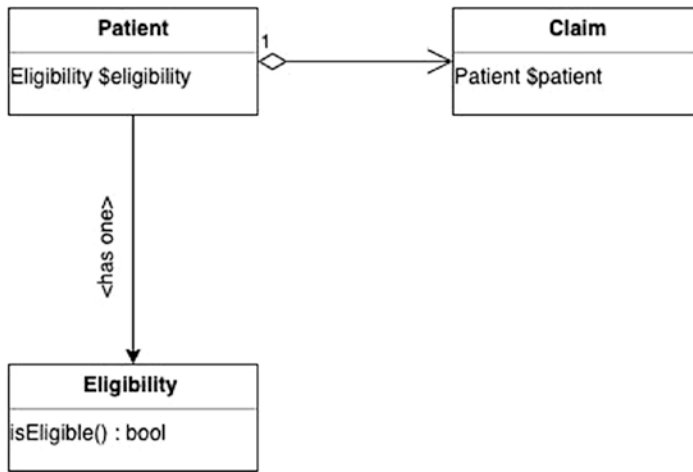 Patient
Eligibility $eligibility
1
Claim
Patient $patient
<has one>
Eligibility
isEligible() : bool